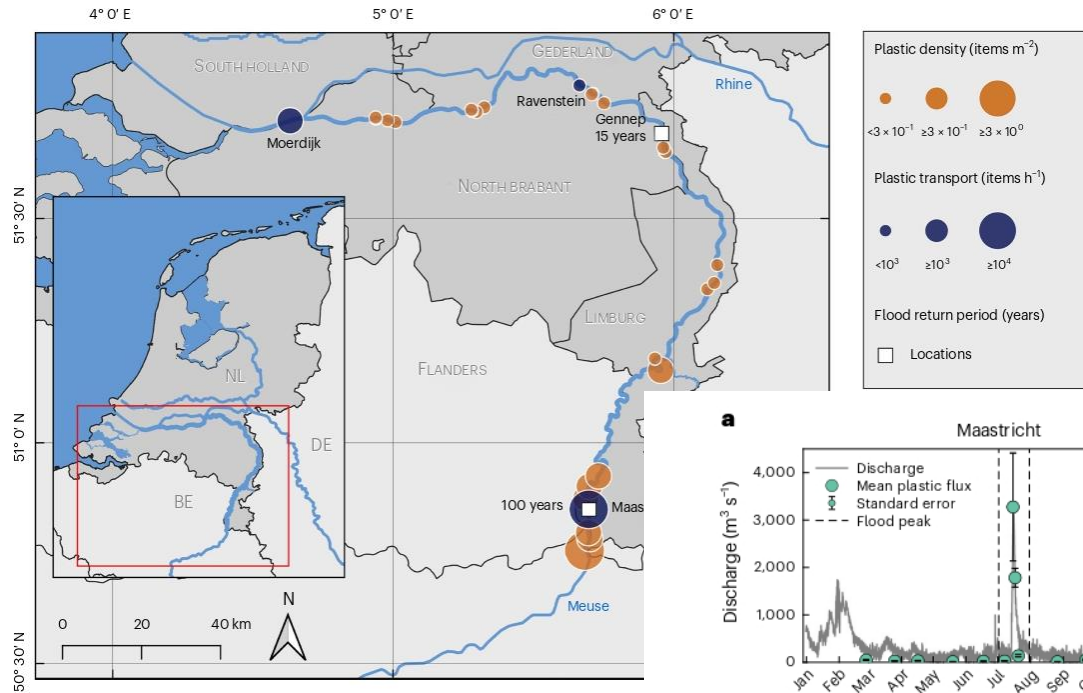 4° 0′ E
5° 0′ E
6° 0′ E
51° 30′ N
51° 0′ N
50° 30′ N
SOUTH HOLLAND
GEDERLAND
Rhine
Ravenstein
Gennep
15 years
Moerdijk
NORTH BRABANT
LIMBURG
FLANDERS
NL
DE
BE
100 years
Maas
Meuse
N
0 20 40 km
Plastic density (items m⁻²)
<3 × 10⁻¹ ≥3 × 10⁻¹ ≥3 × 10⁰
Plastic transport (items h⁻¹)
<10³ ≥10³ ≥10⁴
Flood return period (years)
Locations
a
Maastricht
Discharge (m³ s⁻¹)
4,000
3,000
2,000
1,000
0
Discharge
Mean plastic flux
Standard error
Flood peak
Jan Feb Mar Apr May Jun Jul Aug Sep